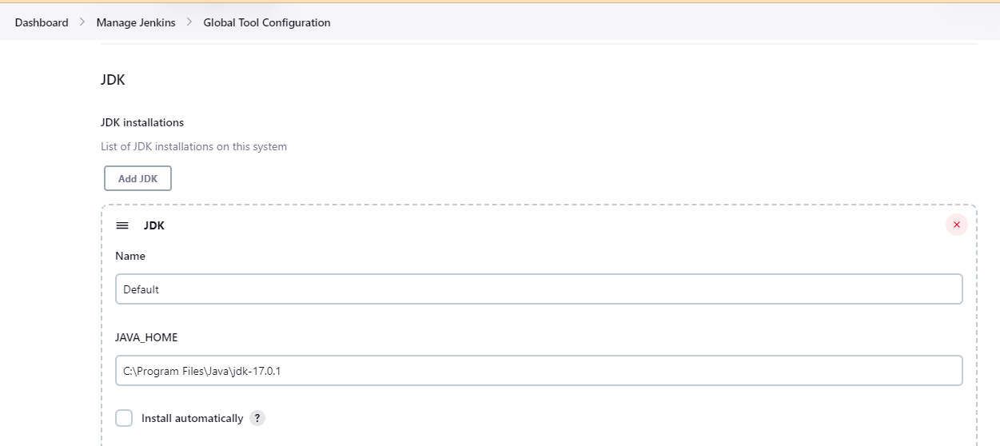 Dashboard > Manage Jenkins > Global Tool Configuration
JDK
JDK installations
List of JDK installations on this system
Add JDK
JDK
Name
Default
JAVA_HOME
C:\Program Files\Java\jdk-17.0.1
Install automatically ?